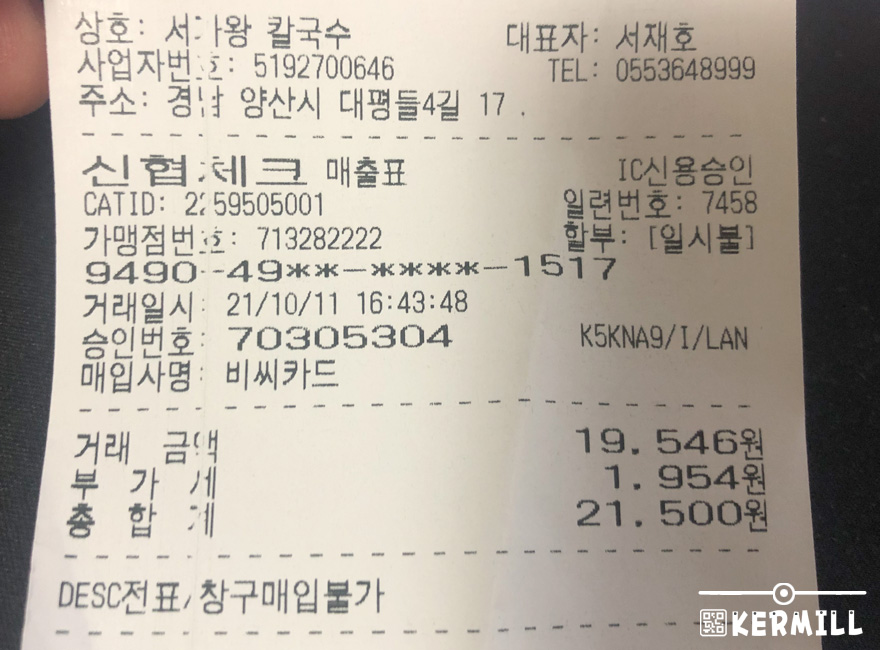 상호: 서가왕 칼국수 대표자: 서재호
사업자번호: 5192700646 TEL: 0553648999
주소: 경남 양산시 대평들4길 17 .
신협체크 매출표 IC신용승인
CATID: 2259505001 일련번호: 7458
가맹점번호: 713282222 할부: [일시불]
9490-49**-****-1517
거래일시: 21/10/11 16:43:48
승인번호: 70305304 K5KNA9/I/LAN
매입사명: 비씨카드
거래 금액 19.546원
부 가 세 1.954원
총 합 계 21.500원
DESC전표/창구매입불가
KERMILL